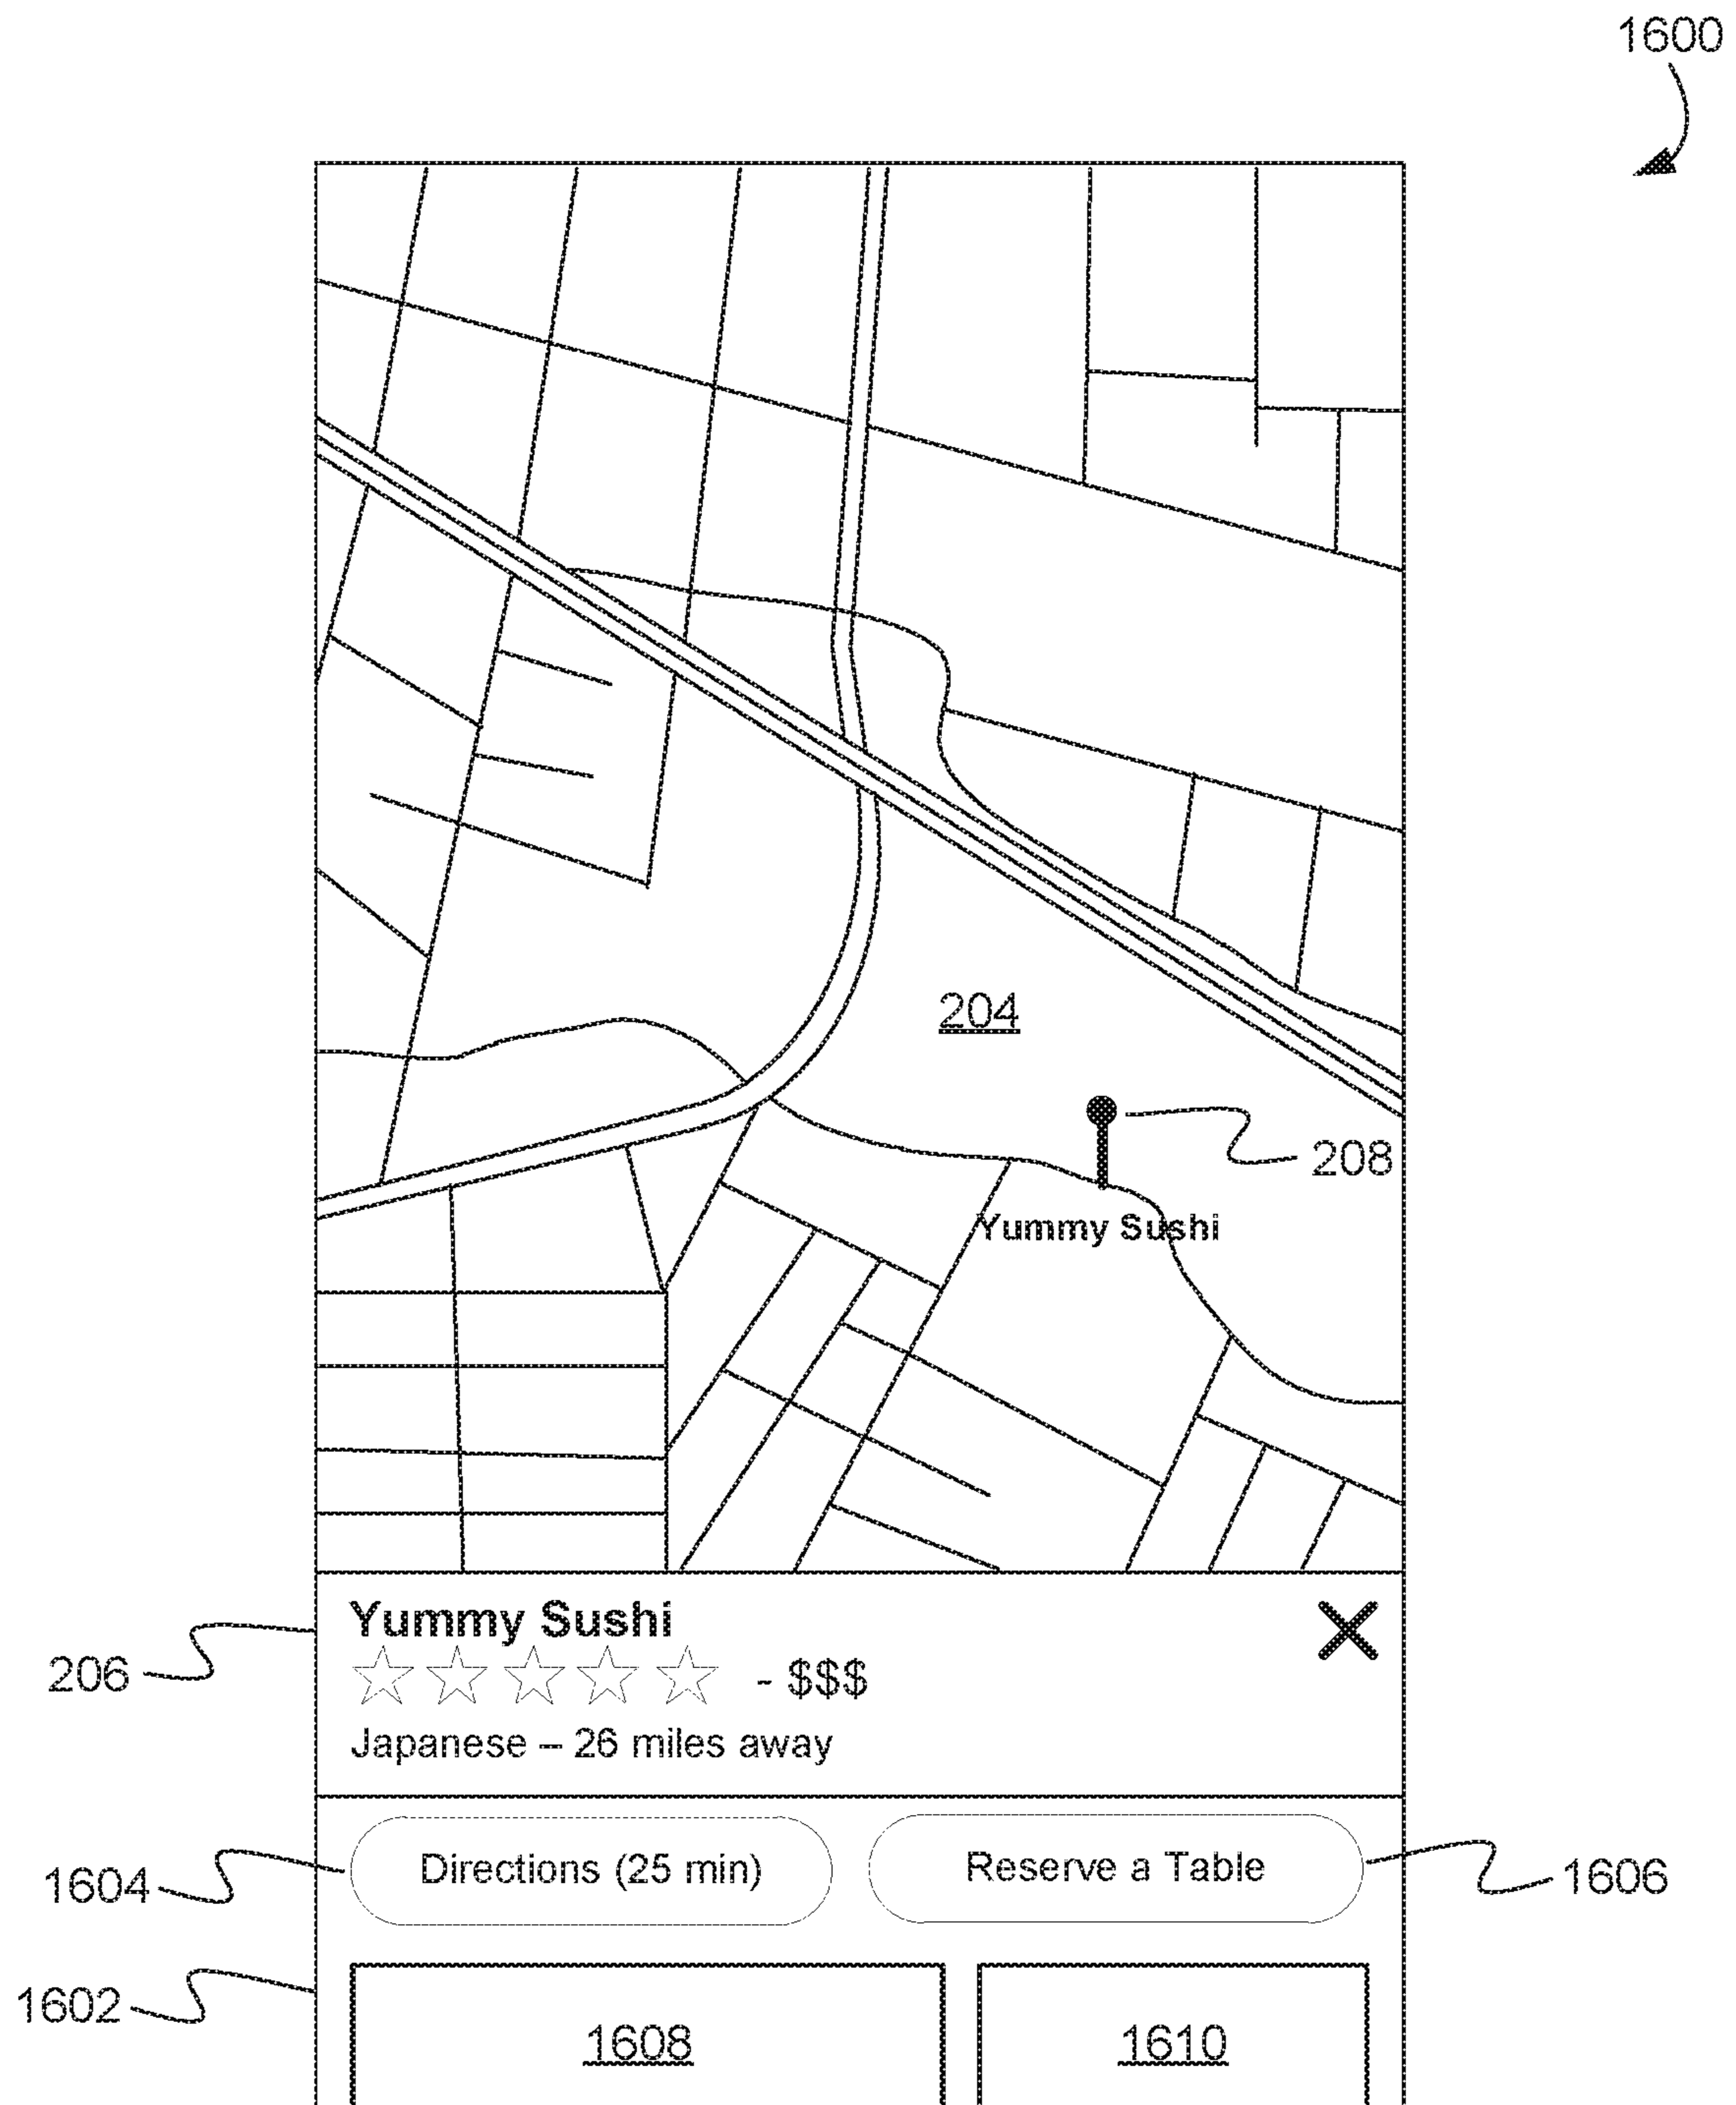 1600
204
208
Yummy Sushi
Yummy Sushi
206
- $$$
Japanese – 26 miles away
Directions (25 min)
Reserve a Table
1604
1606
1602
1608
1610